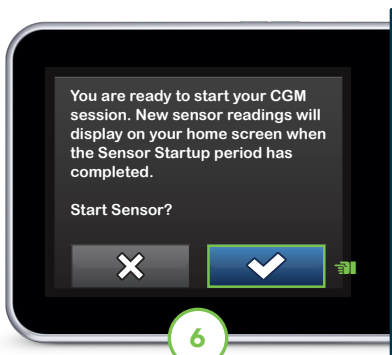 You are ready to start your CGM
session. New sensor readings will
display on your home screen when
the Sensor Startup period has
completed.
Start Sensor?
6